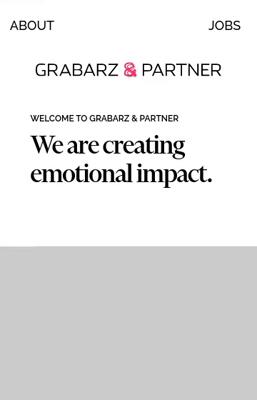 ABOUT JOBS
GRABARZ & PARTNER
WELCOME TO GRABARZ & PARTNER
We are creating
emotional impact.